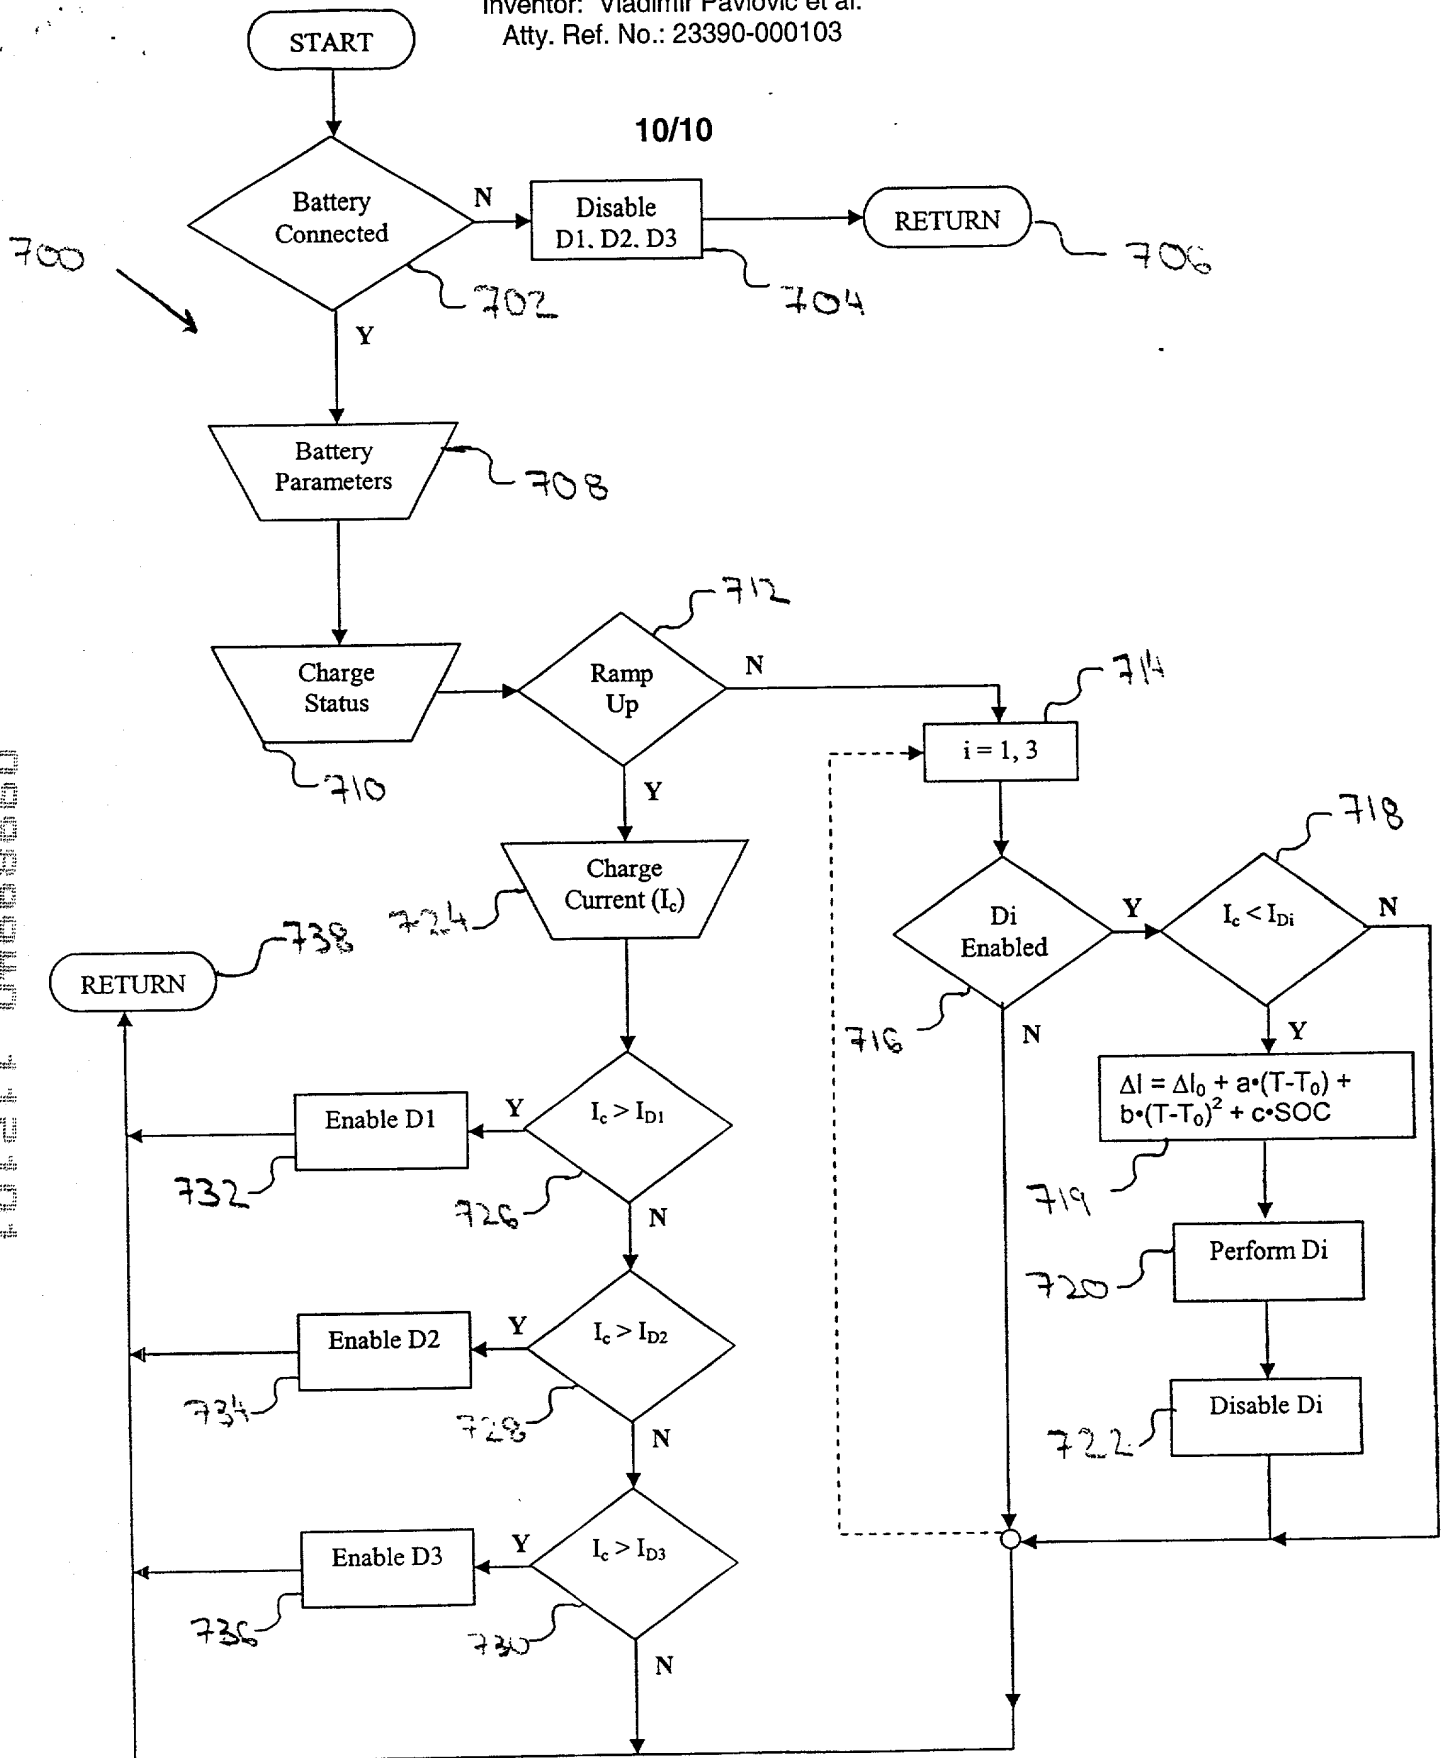 Inventor: Vladimir Pavlovic et al.
Atty. Ref. No.: 23390-000103
START
10/10
Battery
Connected
N
Disable
D1. D2. D3
RETURN
700
702
704
706
Y
Battery
Parameters
708
712
Charge
Status
Ramp
Up
N
714
i = 1, 3
710
Y
718
Charge
Current (Ic)
724
Di
Enabled
Y
Ic < IDi
N
738
RETURN
716
N
Y
ΔI = ΔI₀ + a•(T-T₀) +
b•(T-T₀)² + c•SOC
Enable D1
Y
Ic > ID1
732
726
N
719
Perform Di
720
Enable D2
Y
Ic > ID2
734
728
N
Disable Di
722
Enable D3
Y
Ic > ID3
736
730
N